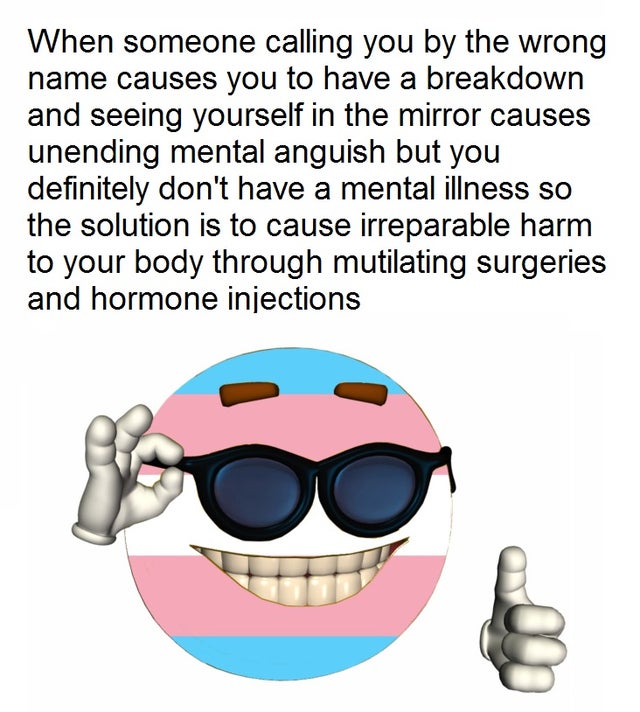 When someone calling you by the wrong
name causes you to have a breakdown
and seeing yourself in the mirror causes
unending mental anguish but you
definitely don't have a mental illness so
the solution is to cause irreparable harm
to your body through mutilating surgeries
and hormone injections